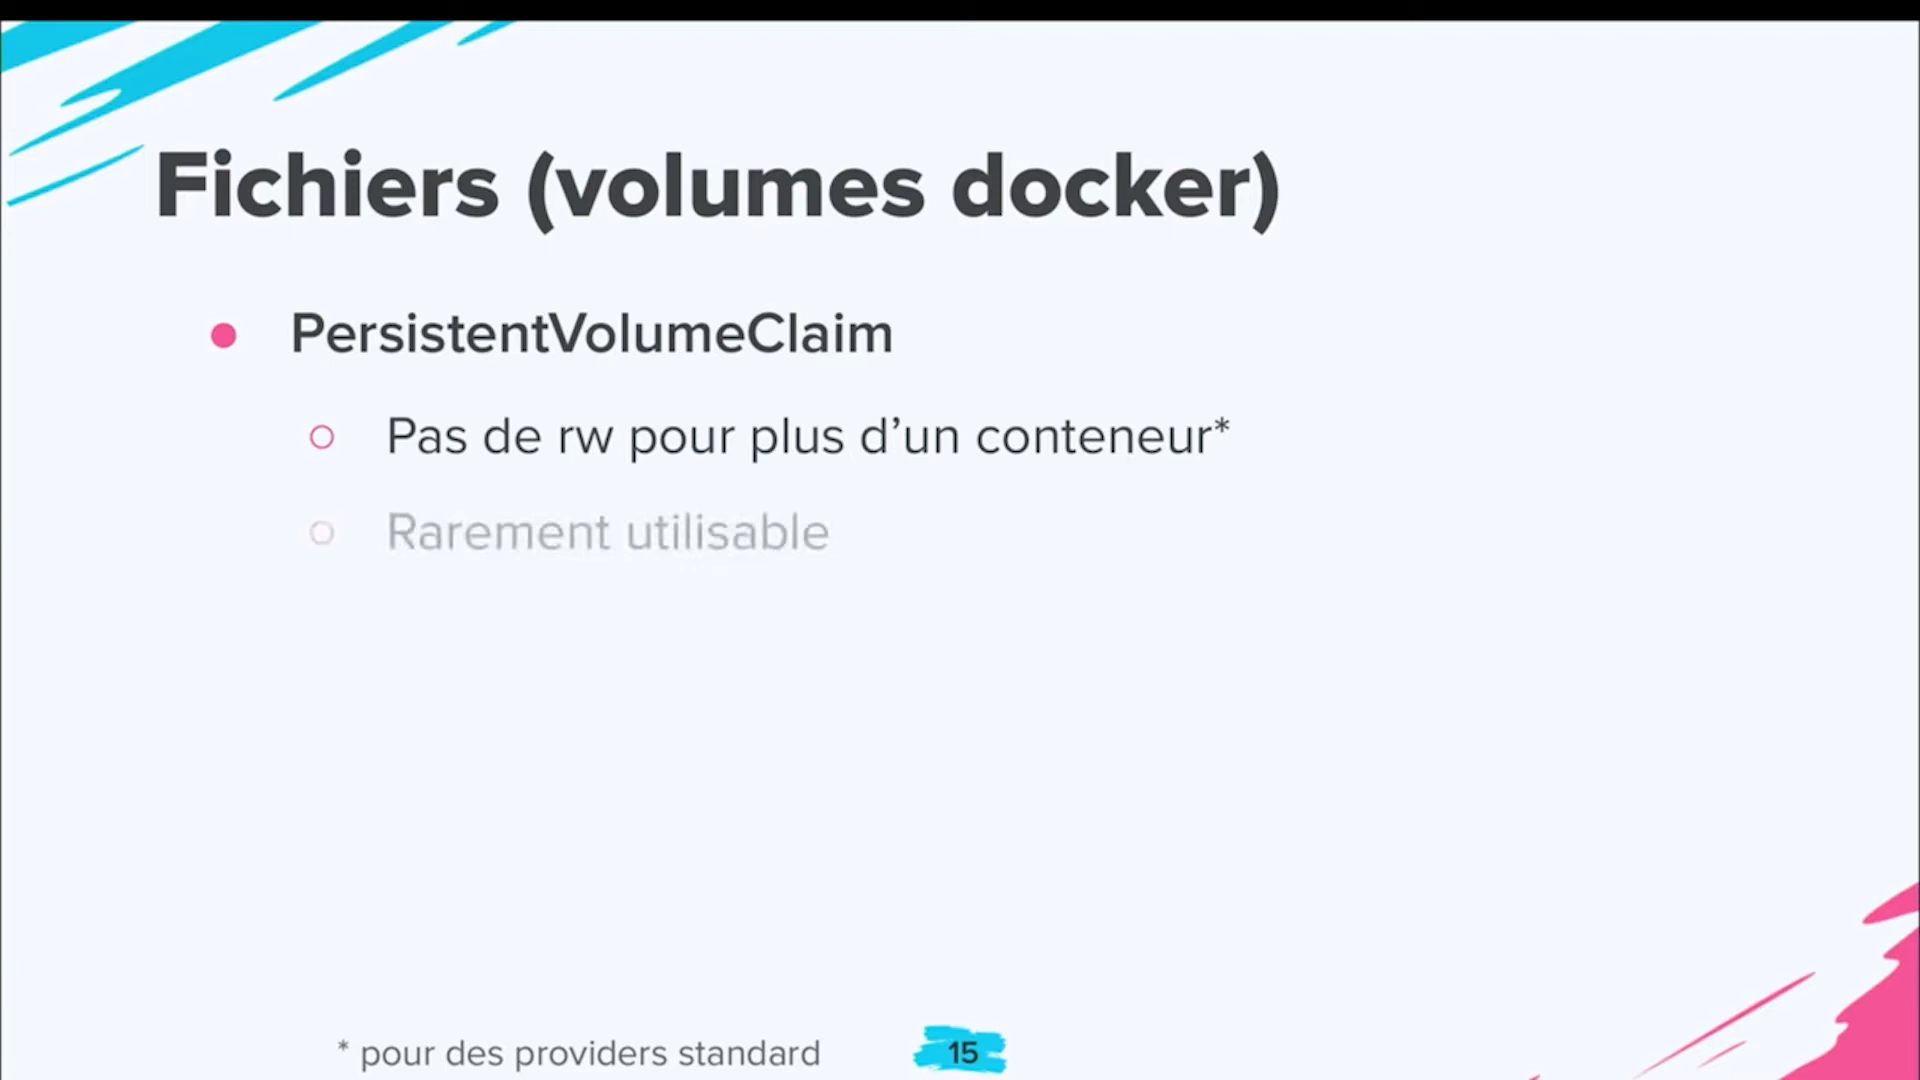 Fichiers (volumes docker)
PersistentVolumeClaim
Pas de rw pour plus d’un conteneur*
Rarement utilisable
* pour des providers standard
15